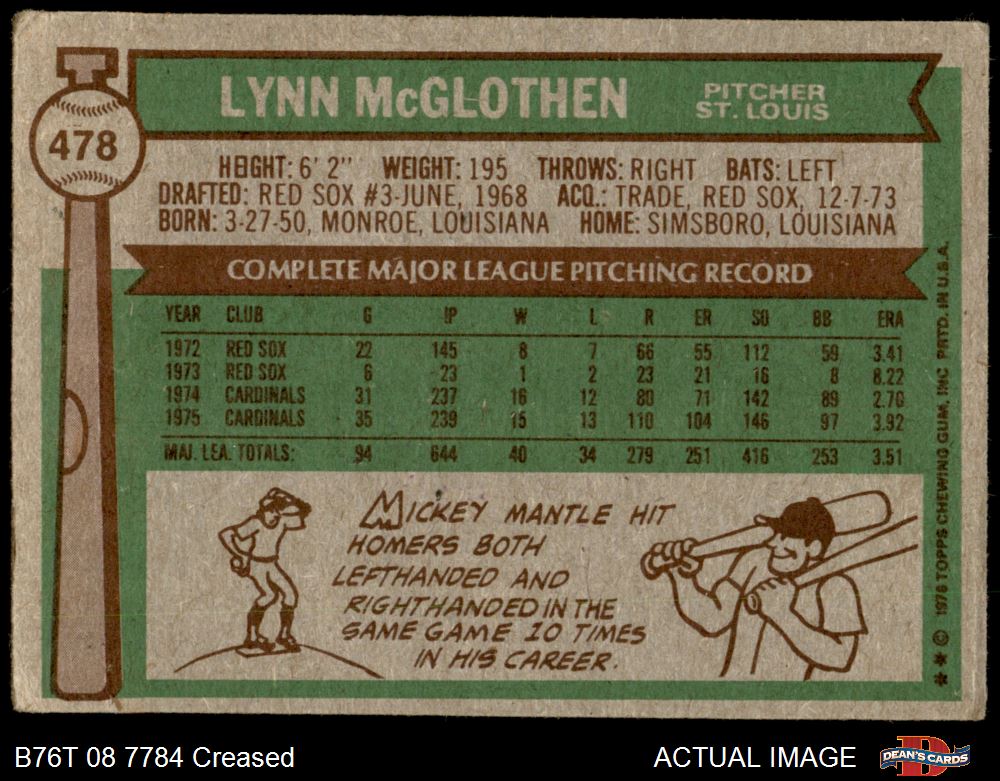 478
LYNN McGLOTHEN
PITCHER
ST. LOUIS
HEIGHT: 6' 2" WEIGHT: 195 THROWS: RIGHT BATS: LEFT
DRAFTED: RED SOX #3-JUNE, 1968 ACQ.: TRADE, RED SOX, 12-7-73
BORN: 3-27-50, MONROE, LOUISIANA HOME: SIMSBORO, LOUISIANA
COMPLETE MAJOR LEAGUE PITCHING RECORD
YEAR CLUB G IP W L R ER SO BB ERA
1972 RED SOX 22 145 8 7 66 55 112 59 3.41
1973 RED SOX 6 23 1 2 23 21 16 8 8.22
1974 CARDINALS 31 237 16 12 80 71 142 89 2.70
1975 CARDINALS 35 239 15 13 110 104 146 97 3.92
MAJ. LEA. TOTALS: 94 644 40 34 279 251 416 253 3.51
MICKEY MANTLE HIT
HOMERS BOTH
LEFTHANDED AND
RIGHTHANDED IN THE
SAME GAME 10 TIMES
IN HIS CAREER.
** © 1976 TOPPS CHEWING GUM, INC PRTD. IN U.S.A.
B76T 08 7784 Creased
ACTUAL IMAGE
DEAN'S CARDS